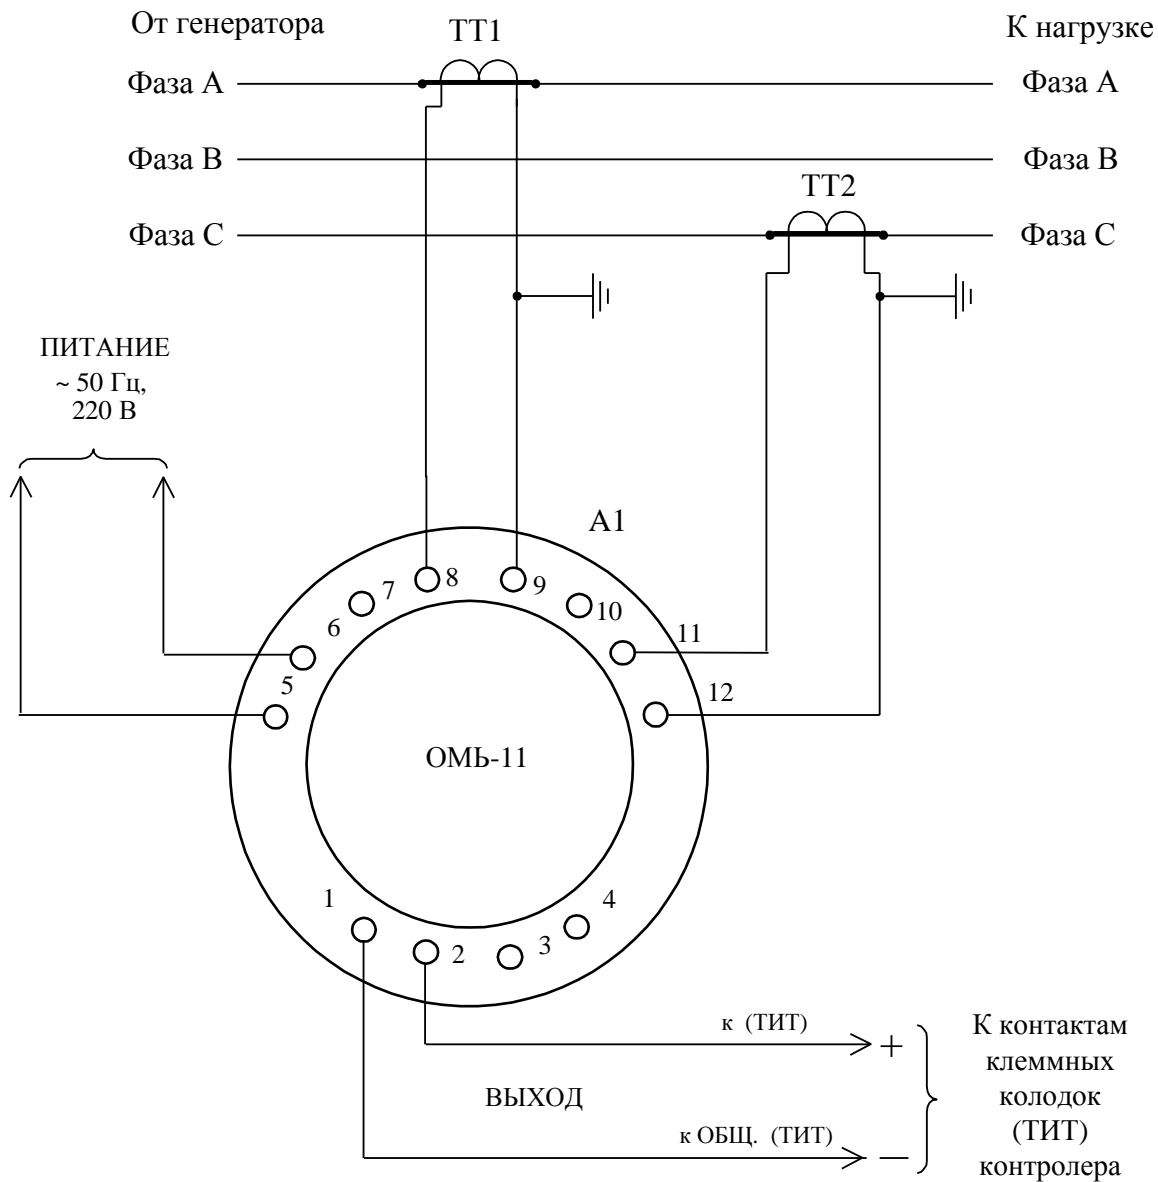 От генератора
ТТ1
К нагрузке
Фаза А
Фаза А
Фаза В
Фаза В
ТТ2
Фаза С
Фаза С
ПИТАНИЕ
~ 50 Гц,
220 В
А1
8
9
7
10
6
11
5
12
ОМЬ-11
1
4
2
3
к (ТИТ)
+
ВЫХОД
к ОБЩ. (ТИТ)
—
К контактам
клеммных
колодок
(ТИТ)
контролера